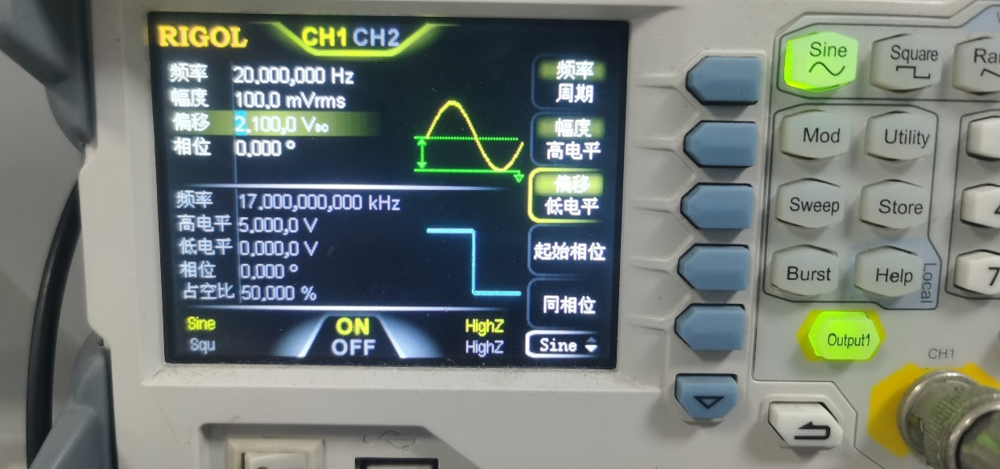 RIGOL CH1 CH2
频率 20.000,000 Hz
幅度 100.0 mVrms
偏移 2.100,0 VDC
相位 0.000 °
频率 17.000,000,000 kHz
高电平 5.000,0 V
低电平 0.000,0 V
相位 0.000 °
占空比 50.000 %
Sine ON HighZ
Squ OFF HighZ
频率
周期
幅度
高电平
偏移
低电平
起始相位
同相位
Sine
Sine
Square
Mod
Utility
Sweep
Store
4
Burst
Help
7
Local
Output1
CH1